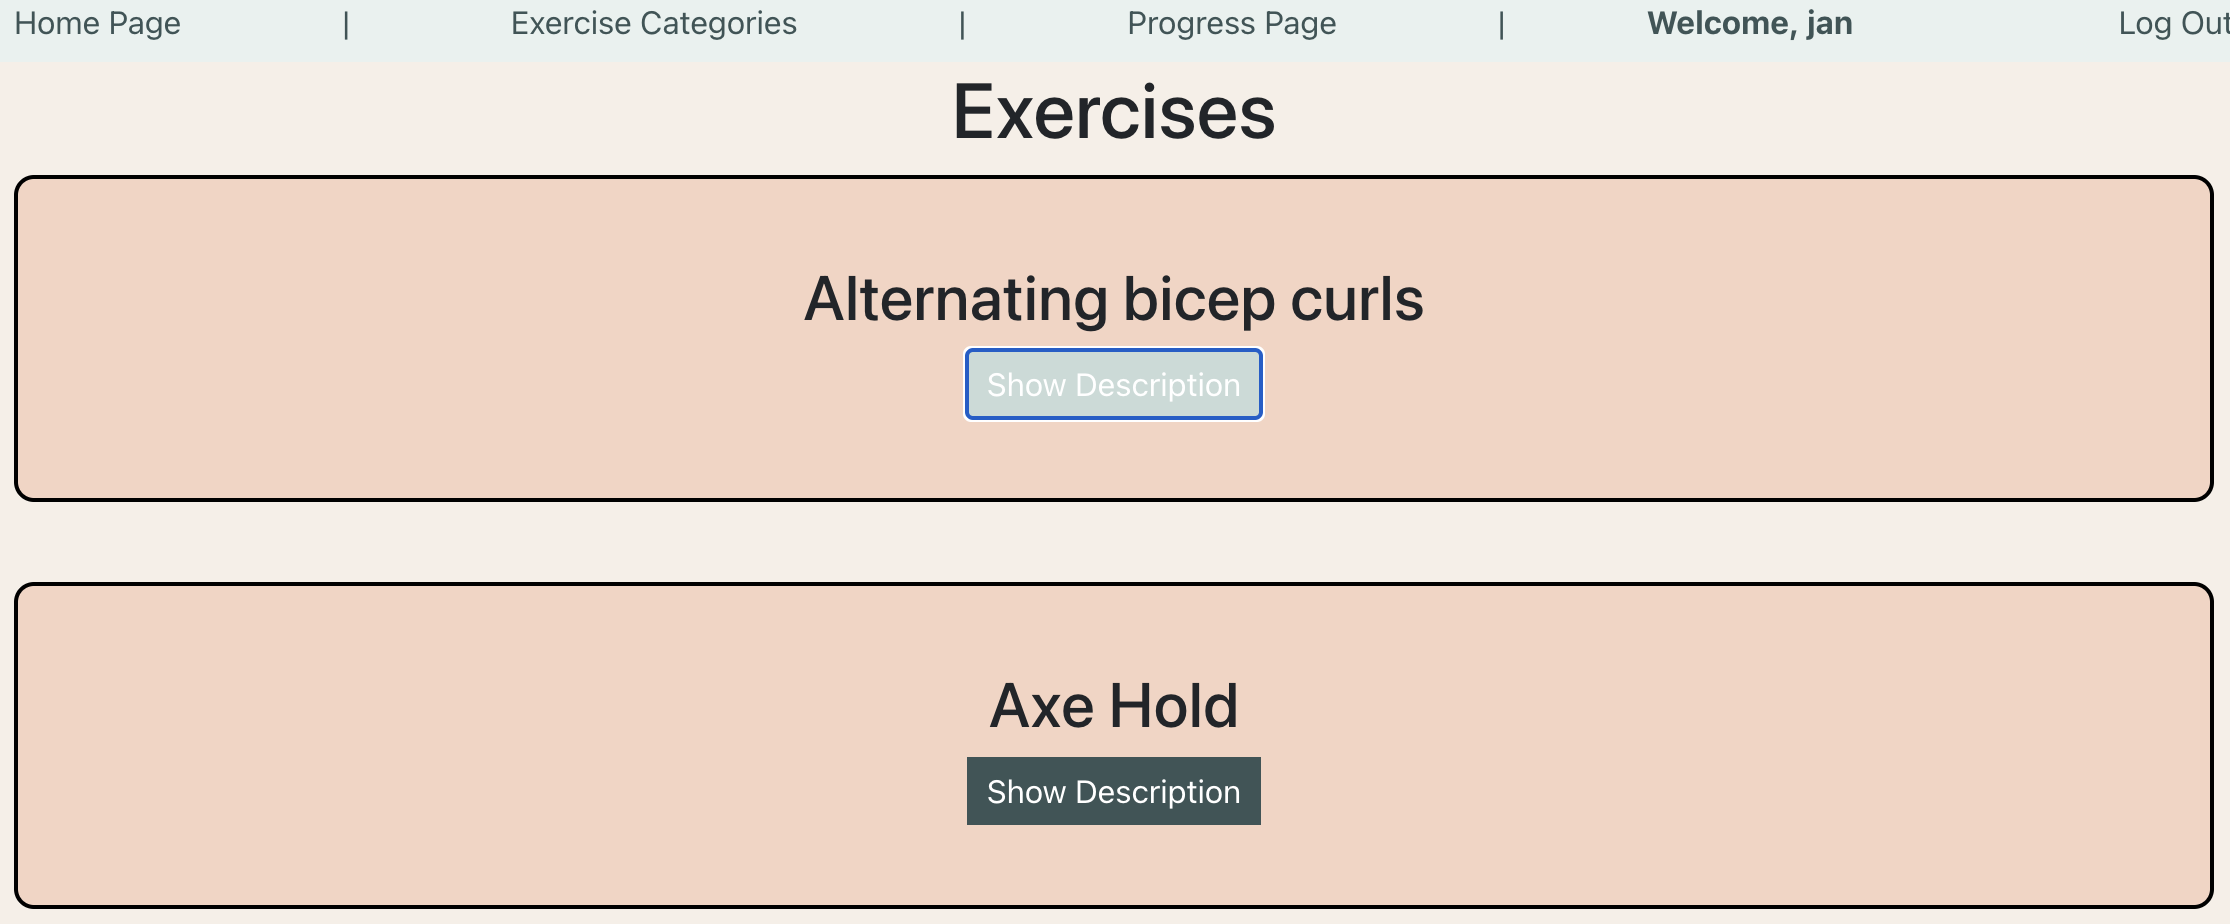 Home Page | Exercise Categories | Progress Page | Welcome, jan Log Out
Exercises
Alternating bicep curls
Show Description
Axe Hold
Show Description